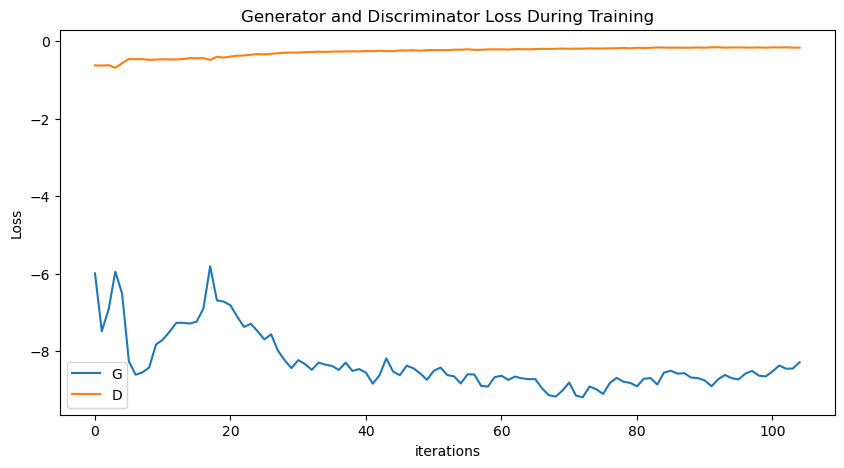 Generator and Discriminator Loss During Training
0
−2
−4
−6
−8
Loss
G
D
0
20
40
60
80
100
iterations